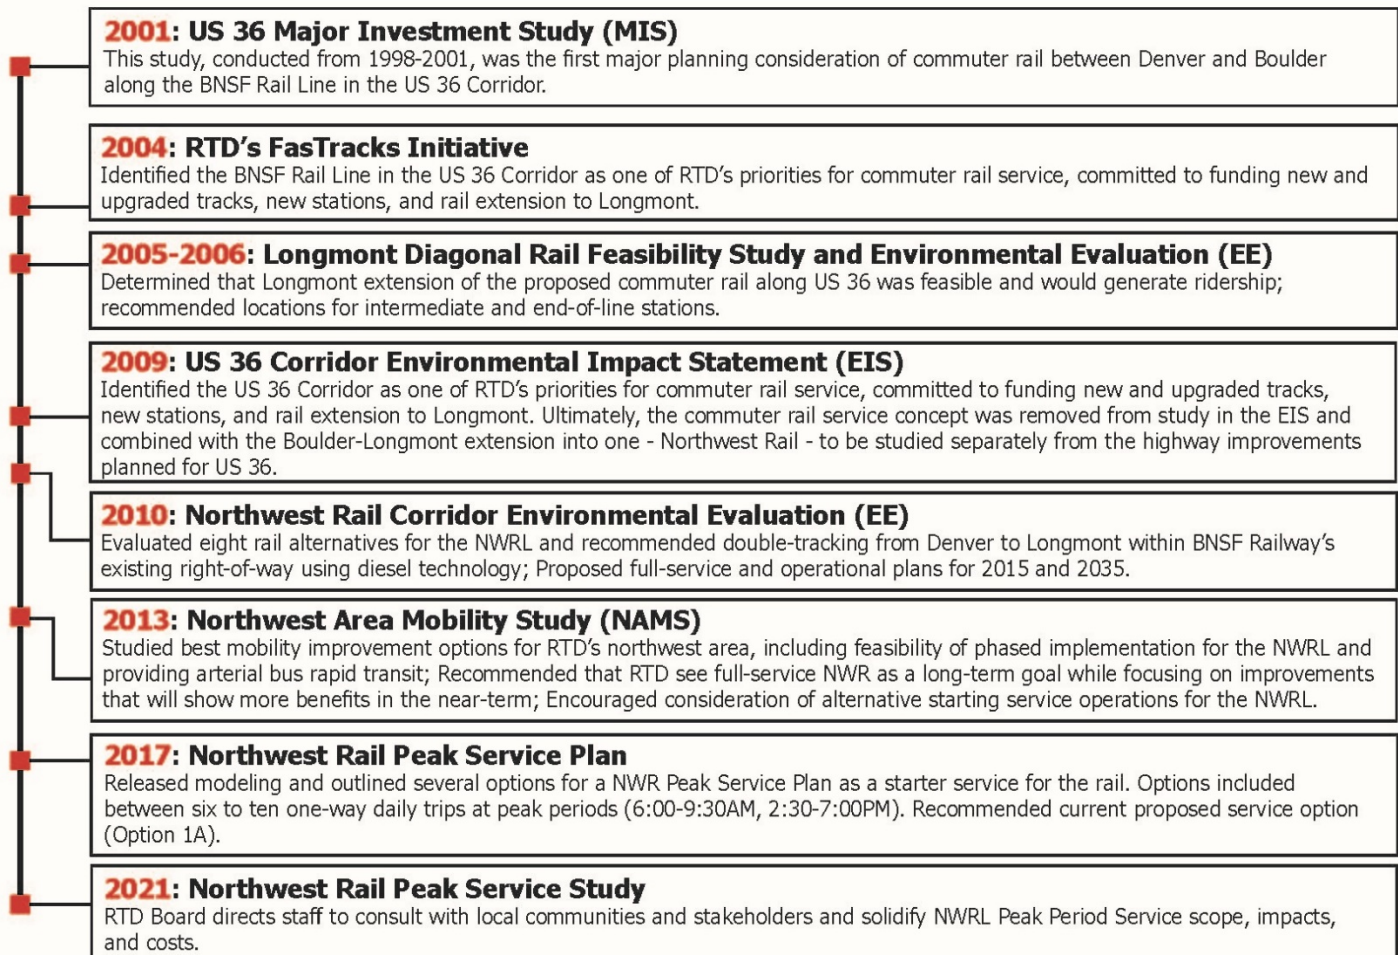 2001: US 36 Major Investment Study (MIS)
This study, conducted from 1998-2001, was the first major planning consideration of commuter rail between Denver and Boulder
along the BNSF Rail Line in the US 36 Corridor.
2004: RTD's FasTracks Initiative
Identified the BNSF Rail Line in the US 36 Corridor as one of RTD's priorities for commuter rail service, committed to funding new and
upgraded tracks, new stations, and rail extension to Longmont.
2005-2006: Longmont Diagonal Rail Feasibility Study and Environmental Evaluation (EE)
Determined that Longmont extension of the proposed commuter rail along US 36 was feasible and would generate ridership;
recommended locations for intermediate and end-of-line stations.
2009: US 36 Corridor Environmental Impact Statement (EIS)
Identified the US 36 Corridor as one of RTD's priorities for commuter rail service, committed to funding new and upgraded tracks,
new stations, and rail extension to Longmont. Ultimately, the commuter rail service concept was removed from study in the EIS and
combined with the Boulder-Longmont extension into one - Northwest Rail - to be studied separately from the highway improvements
planned for US 36.
2010: Northwest Rail Corridor Environmental Evaluation (EE)
Evaluated eight rail alternatives for the NWRL and recommended double-tracking from Denver to Longmont within BNSF Railway's
existing right-of-way using diesel technology; Proposed full-service and operational plans for 2015 and 2035.
2013: Northwest Area Mobility Study (NAMS)
Studied best mobility improvement options for RTD's northwest area, including feasibility of phased implementation for the NWRL and
providing arterial bus rapid transit; Recommended that RTD see full-service NWR as a long-term goal while focusing on improvements
that will show more benefits in the near-term; Encouraged consideration of alternative starting service operations for the NWRL.
2017: Northwest Rail Peak Service Plan
Released modeling and outlined several options for a NWR Peak Service Plan as a starter service for the rail. Options included
between six to ten one-way daily trips at peak periods (6:00-9:30AM, 2:30-7:00PM). Recommended current proposed service option
(Option 1A).
2021: Northwest Rail Peak Service Study
RTD Board directs staff to consult with local communities and stakeholders and solidify NWRL Peak Period Service scope, impacts,
and costs.